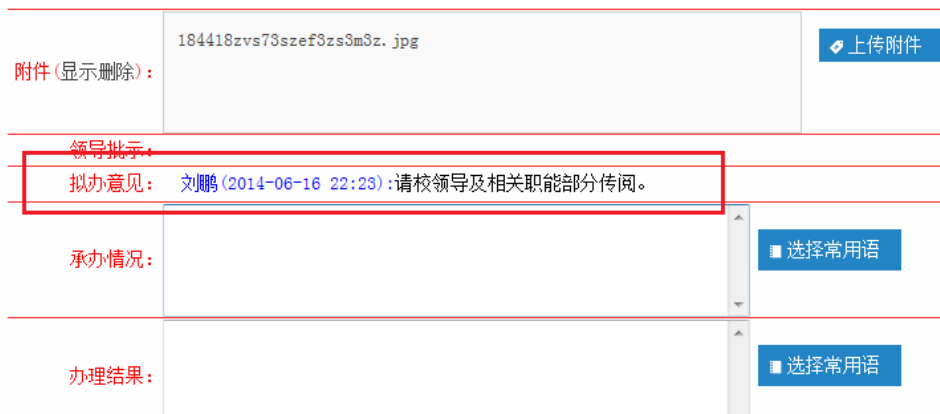 184418zvs73szef3zs3m3z.jpg
上传附件
附件(显示删除):
领导批示:
拟办意见: 刘鹏(2014-06-16 22:23):请校领导及相关职能部分传阅。
承办情况:
选择常用语
办理结果:
选择常用语